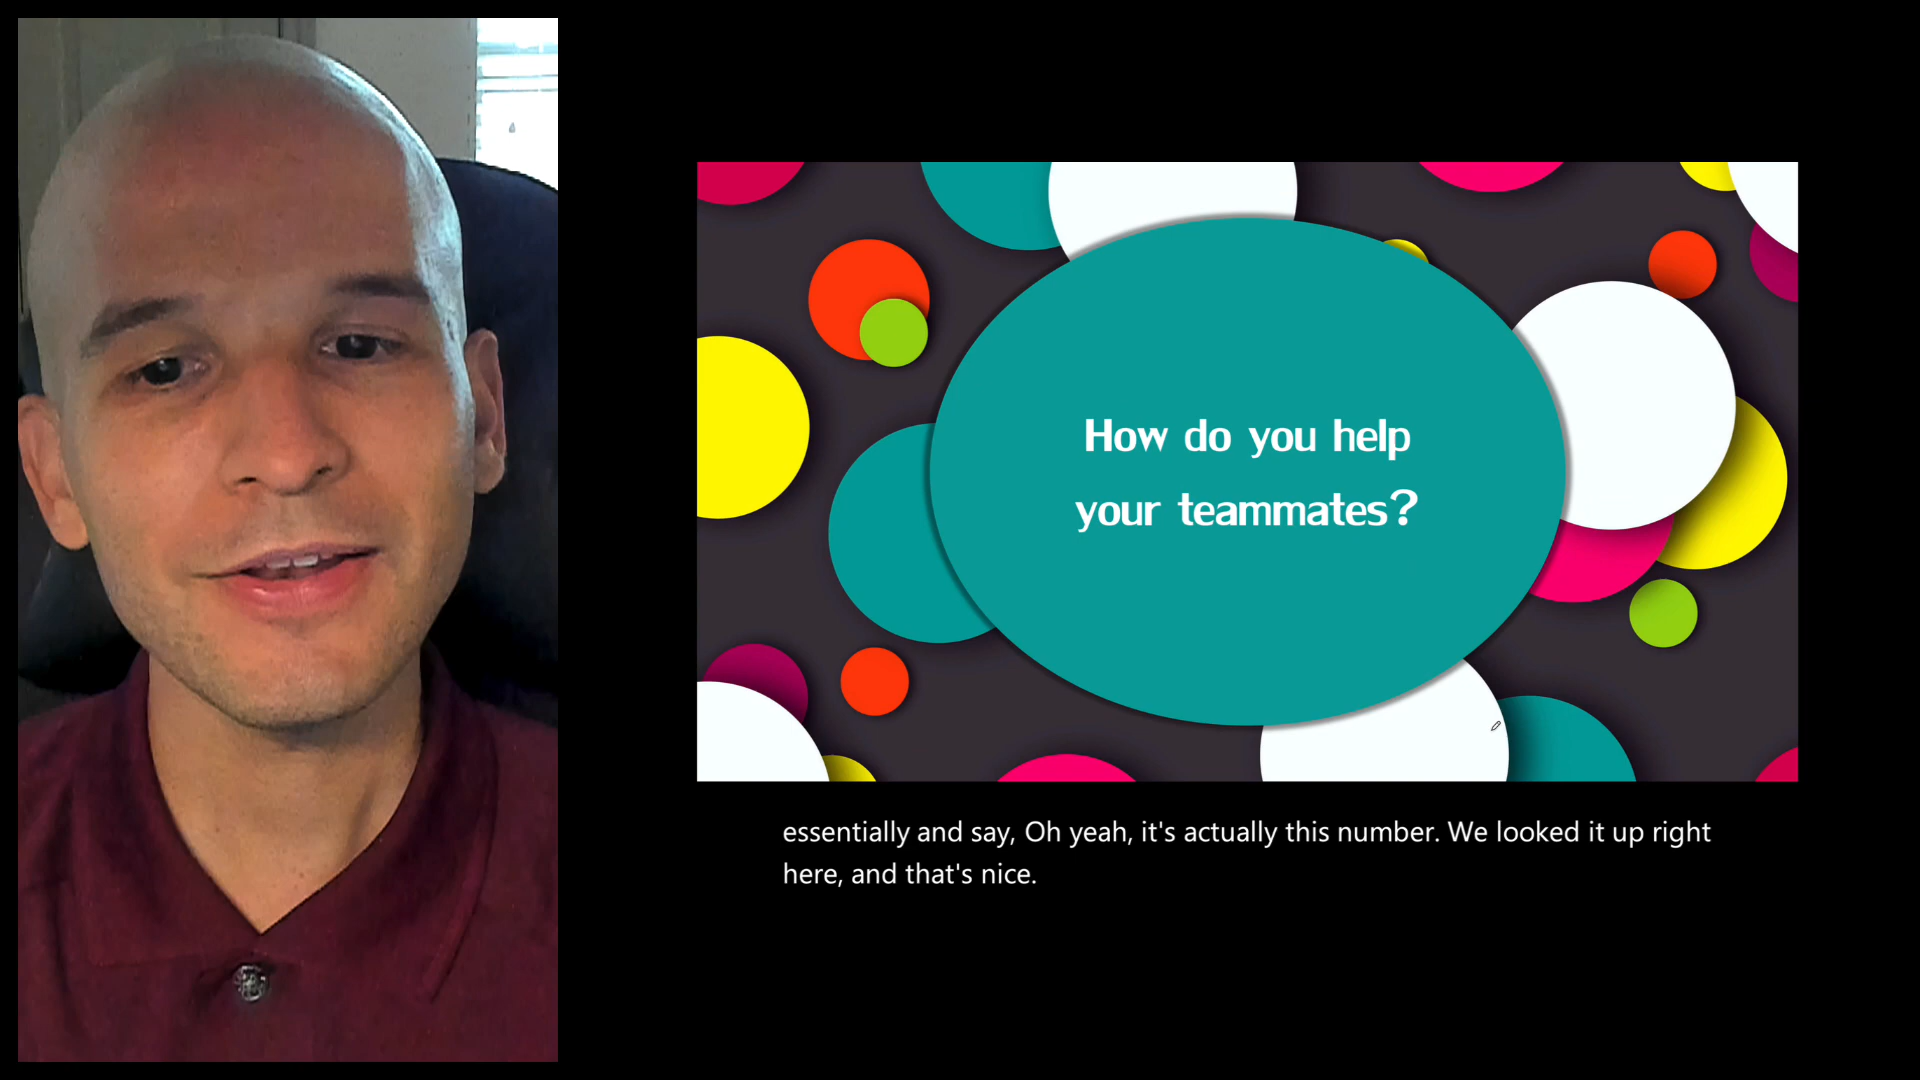 How do you help
your teammates?
essentially and say, Oh yeah, it's actually this number. We looked it up right
here, and that's nice.